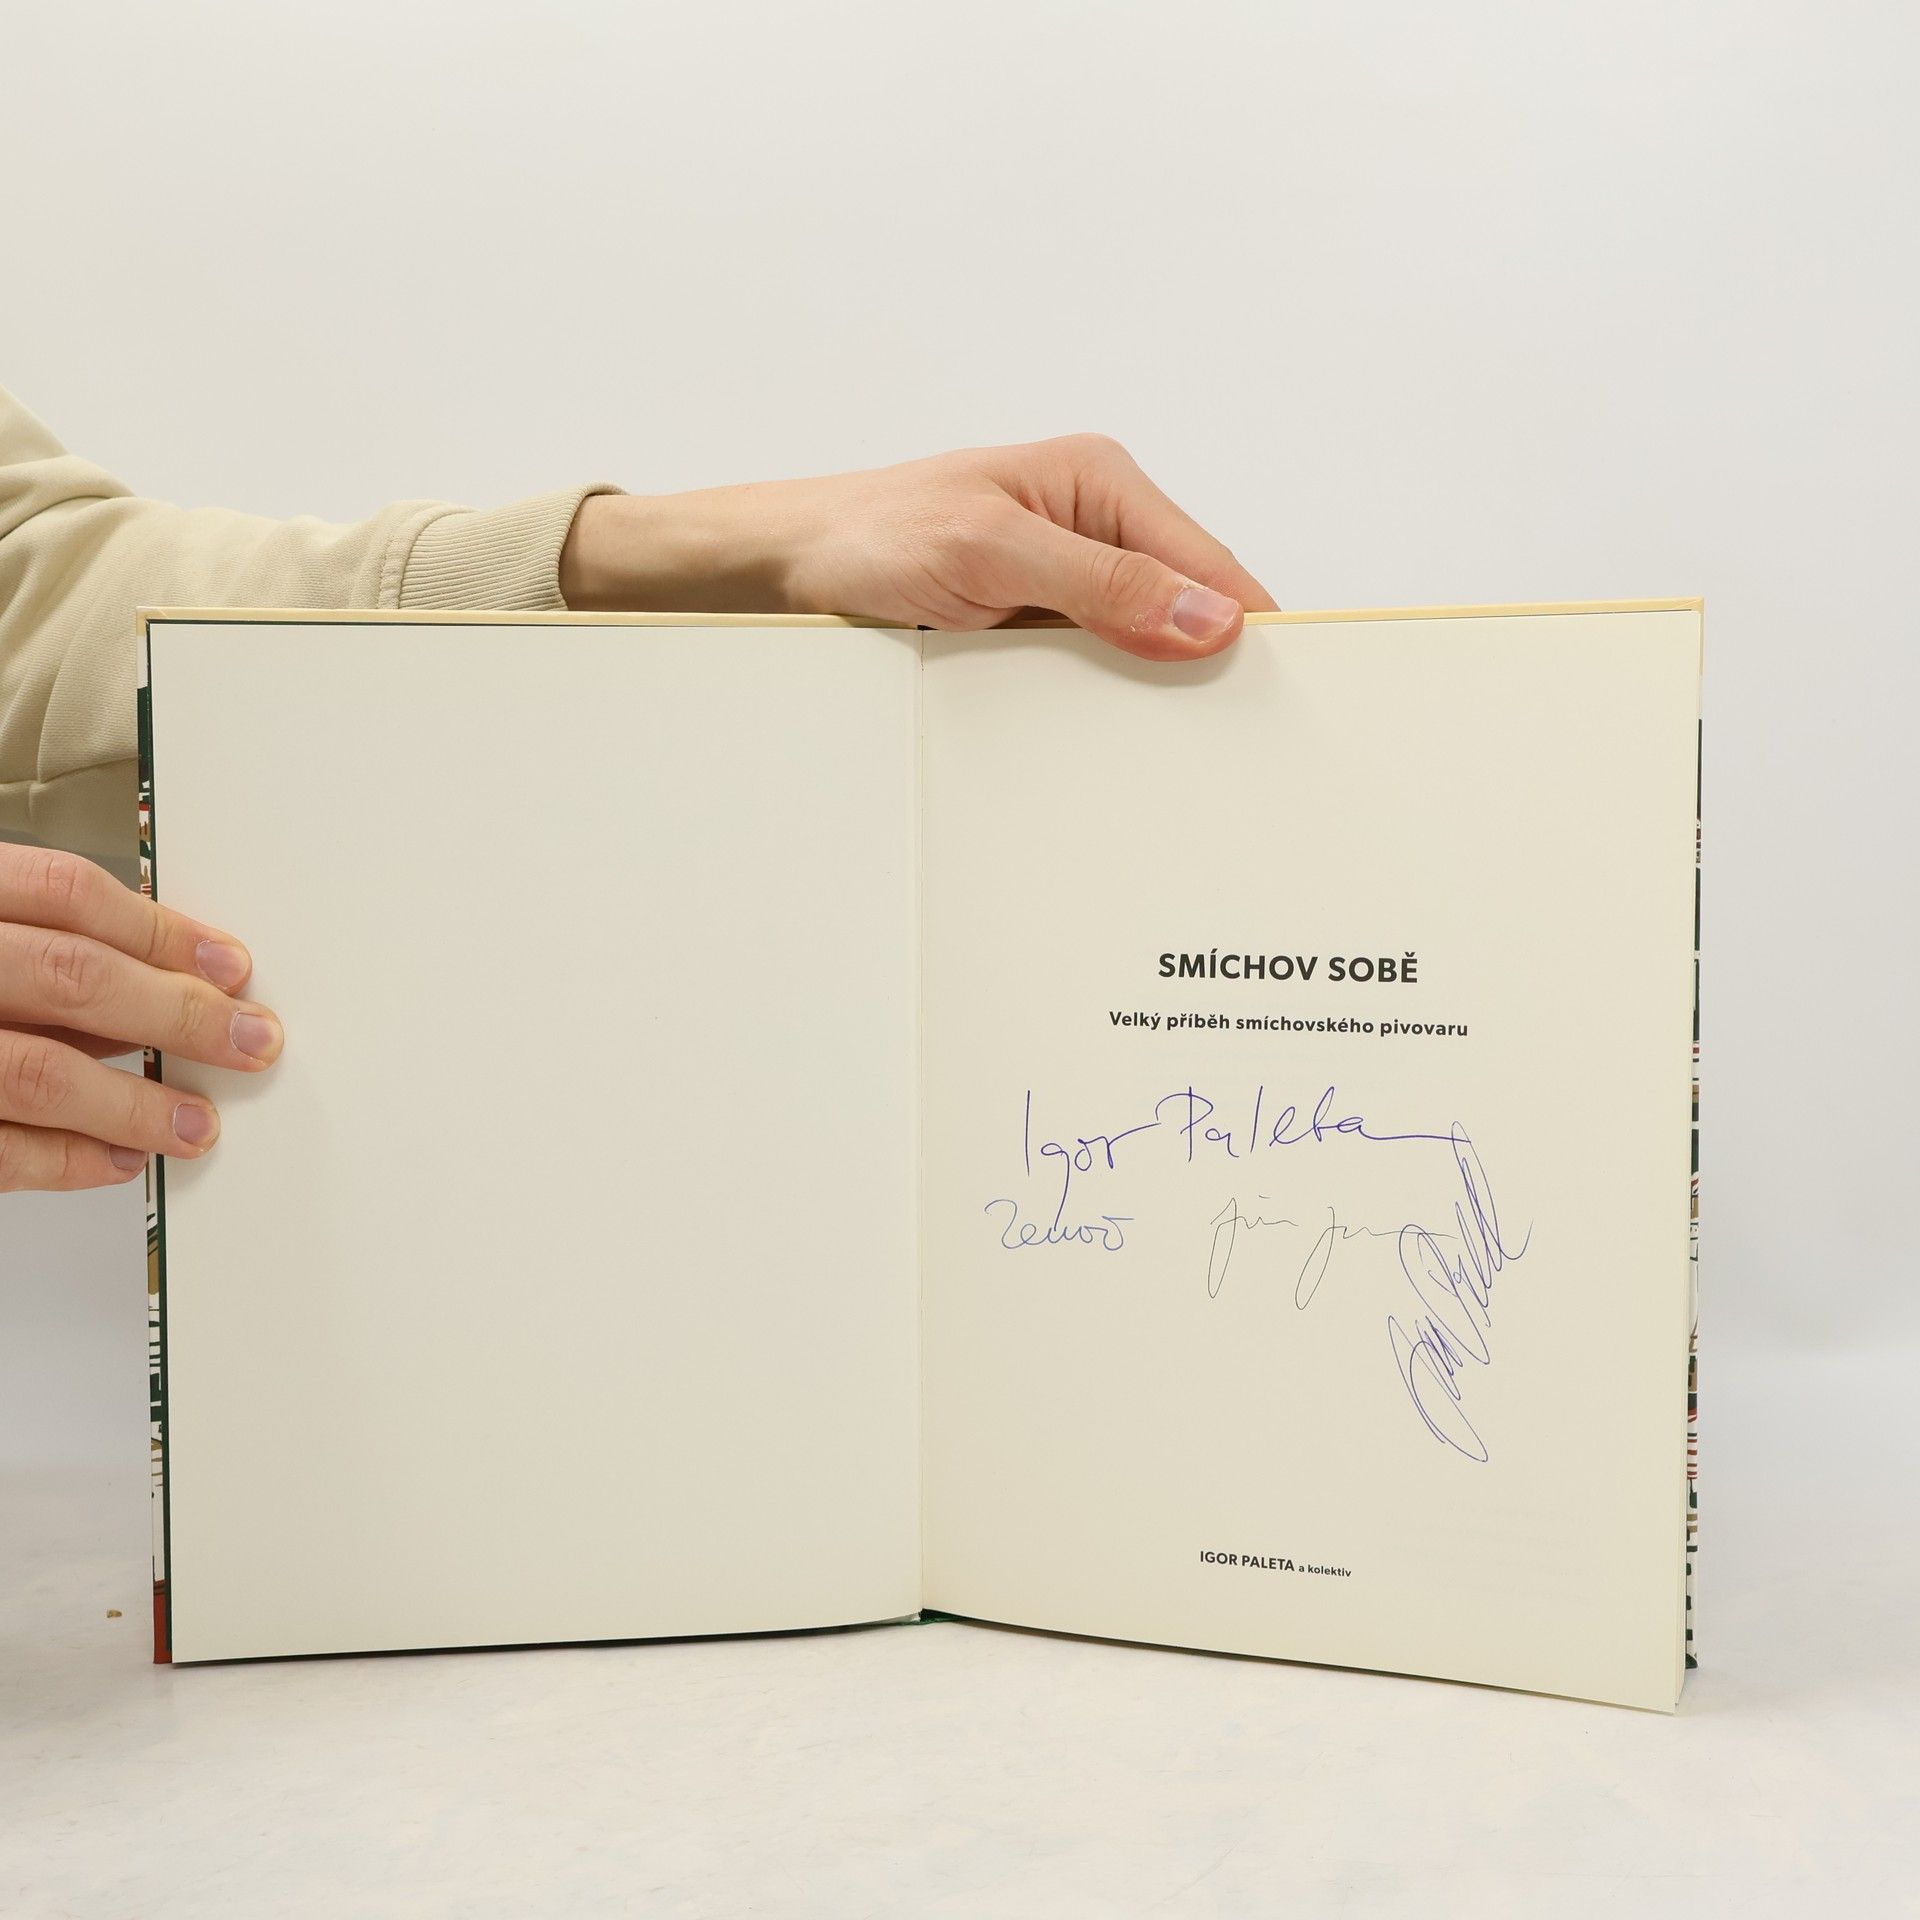 SMÍCHOV SOBĚ
Velký příběh smíchovského pivovaru
Igor Paleta
IGOR PALETA a kolektiv